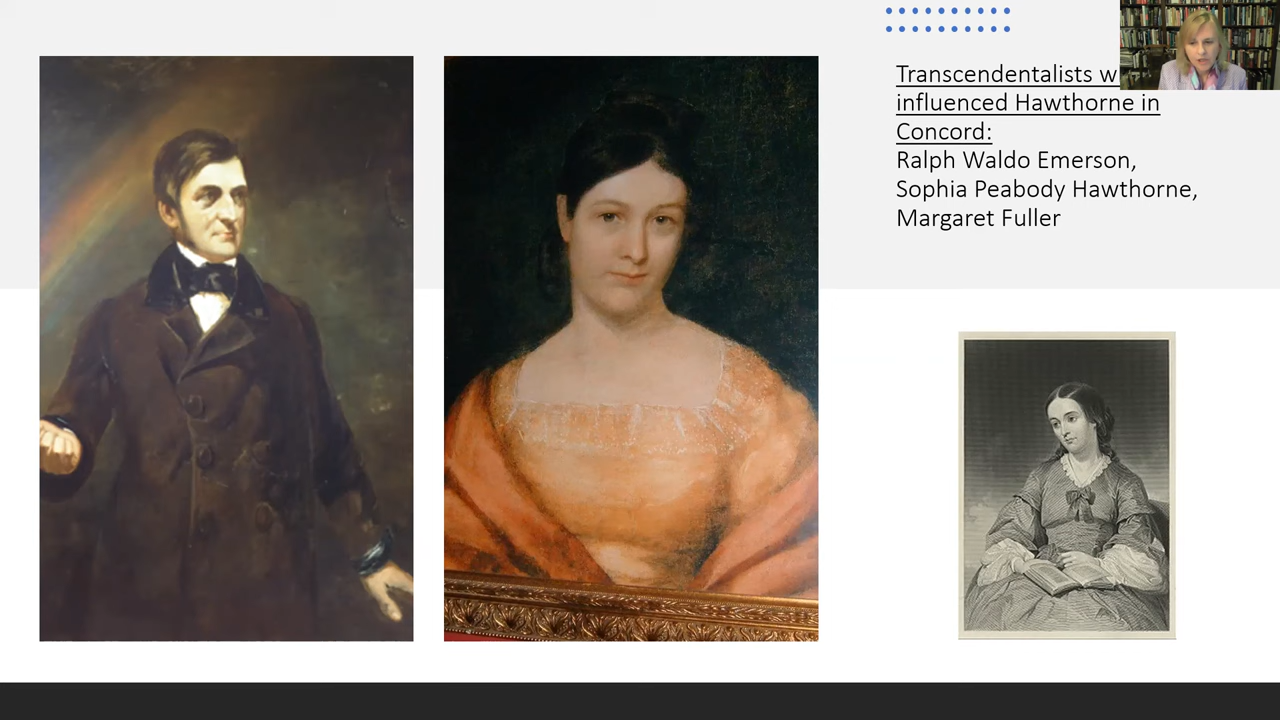 Transcendentalists w
influenced Hawthorne in
Concord:
Ralph Waldo Emerson,
Sophia Peabody Hawthorne,
Margaret Fuller